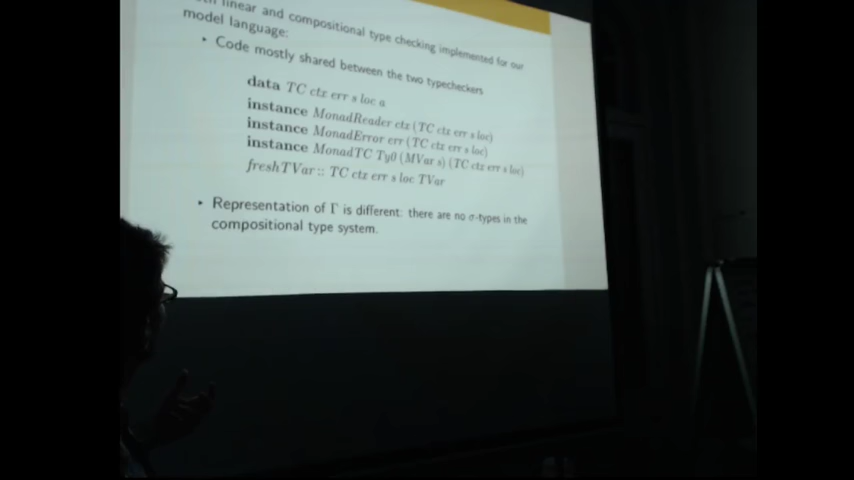 linear and compositional type checking implemented for our
model language:
‣ Code mostly shared between the two typecheckers
data TC ctx err s loc a
instance MonadReader ctx (TC ctx err s loc)
instance MonadError err (TC ctx err s loc)
instance MonadTC Ty0 (MVar s) (TC ctx err s loc)
freshTVar :: TC ctx err s loc TVar
‣ Representation of Γ is different: there are no σ-types in the
compositional type system.